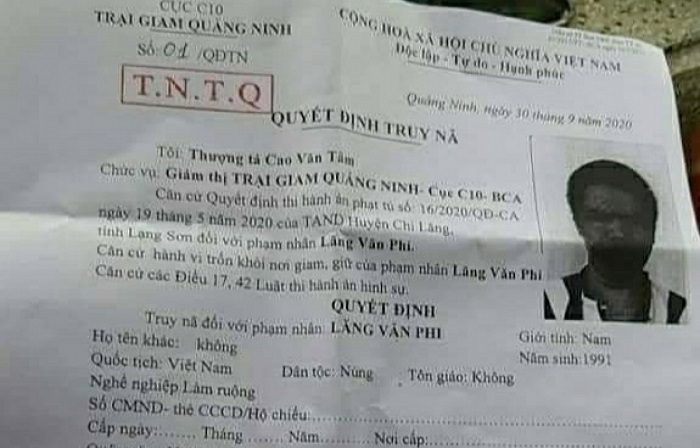 CỤC C10
TRẠI GIAM QUẢNG NINH
Số: 01 /QĐTN
T.N.T.Q
CỘNG HOÀ XÃ HỘI CHỦ NGHĨA VIỆT NAM
Độc lập - Tự do - Hạnh phúc
Quảng Ninh, ngày 30 tháng 9 năm 2020
QUYẾT ĐỊNH TRUY NÃ
Tôi: Thượng tá Cao Văn Tâm
Chức vụ: Giám thị TRẠI GIAM QUẢNG NINH- Cục C10- BCA
Căn cứ Quyết định thi hành án phạt tù số: 16/2020/QĐ-CA
ngày 19 tháng 5 năm 2020 của TAND Huyện Chi Lăng,
tỉnh Lạng Sơn đối với phạm nhân Lăng Văn Phi.
Căn cứ hành vi trốn khỏi nơi giam, giữ của phạm nhân Lăng Văn Phi
Căn cứ các Điều 17, 42 Luật thi hành án hình sự.
QUYẾT ĐỊNH
Truy nã đối với phạm nhân: LĂNG VĂN PHI
Giới tính: Nam
Họ tên khác: không
Năm sinh:1991
Quốc tịch: Việt Nam Dân tộc: Nùng Tôn giáo: Không
Nghề nghiệp Làm ruộng
Số CMND- thẻ CCCD/Hộ chiếu:
Cấp ngày:....... Tháng ....... Năm....... Nơi cấp: